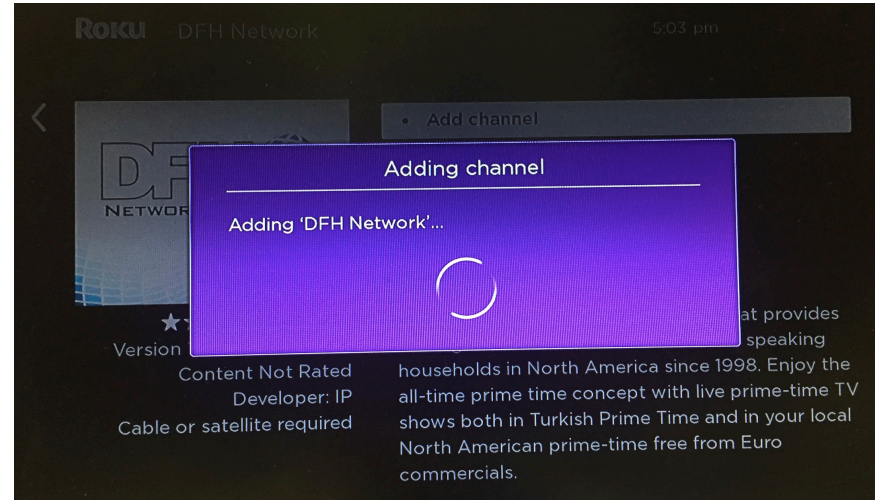 Roku DFH Network 5:03 pm
• Add channel
DF
NETWOR
Adding channel
Adding ‘DFH Network’...
at provides
speaking
Version
Content Not Rated
Developer: IP
Cable or satellite required
households in North America since 1998. Enjoy the
all-time prime time concept with live prime-time TV
shows both in Turkish Prime Time and in your local
North American prime-time free from Euro
commercials.